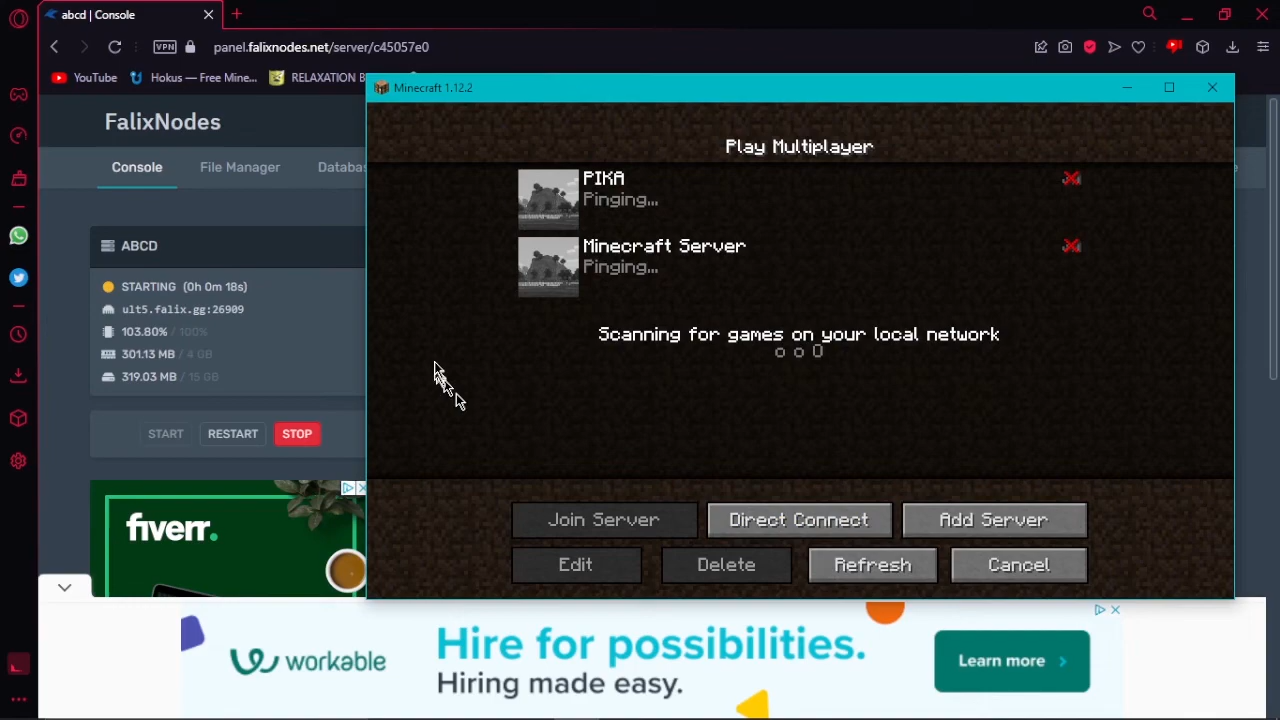 abcd | Console
VPN
panel.falixnodes.net/server/c45057e0
YouTube
Hokus — Free Mine...
RELAXATION B
Minecraft 1.12.2
FalixNodes
Console
File Manager
Databas
ABCD
STARTING (0h 0m 18s)
ult5.falix.gg:26909
103.80% / 100%
301.13 MB / 4 GB
319.03 MB / 15 GB
START
RESTART
STOP
fiverr.
Play Multiplayer
PIKA
Pinging...
Minecraft Server
Pinging...
Scanning for games on your local network
o o O
Join Server
Direct Connect
Add Server
Edit
Delete
Refresh
Cancel
workable
Hire for possibilities.
Hiring made easy.
Learn more